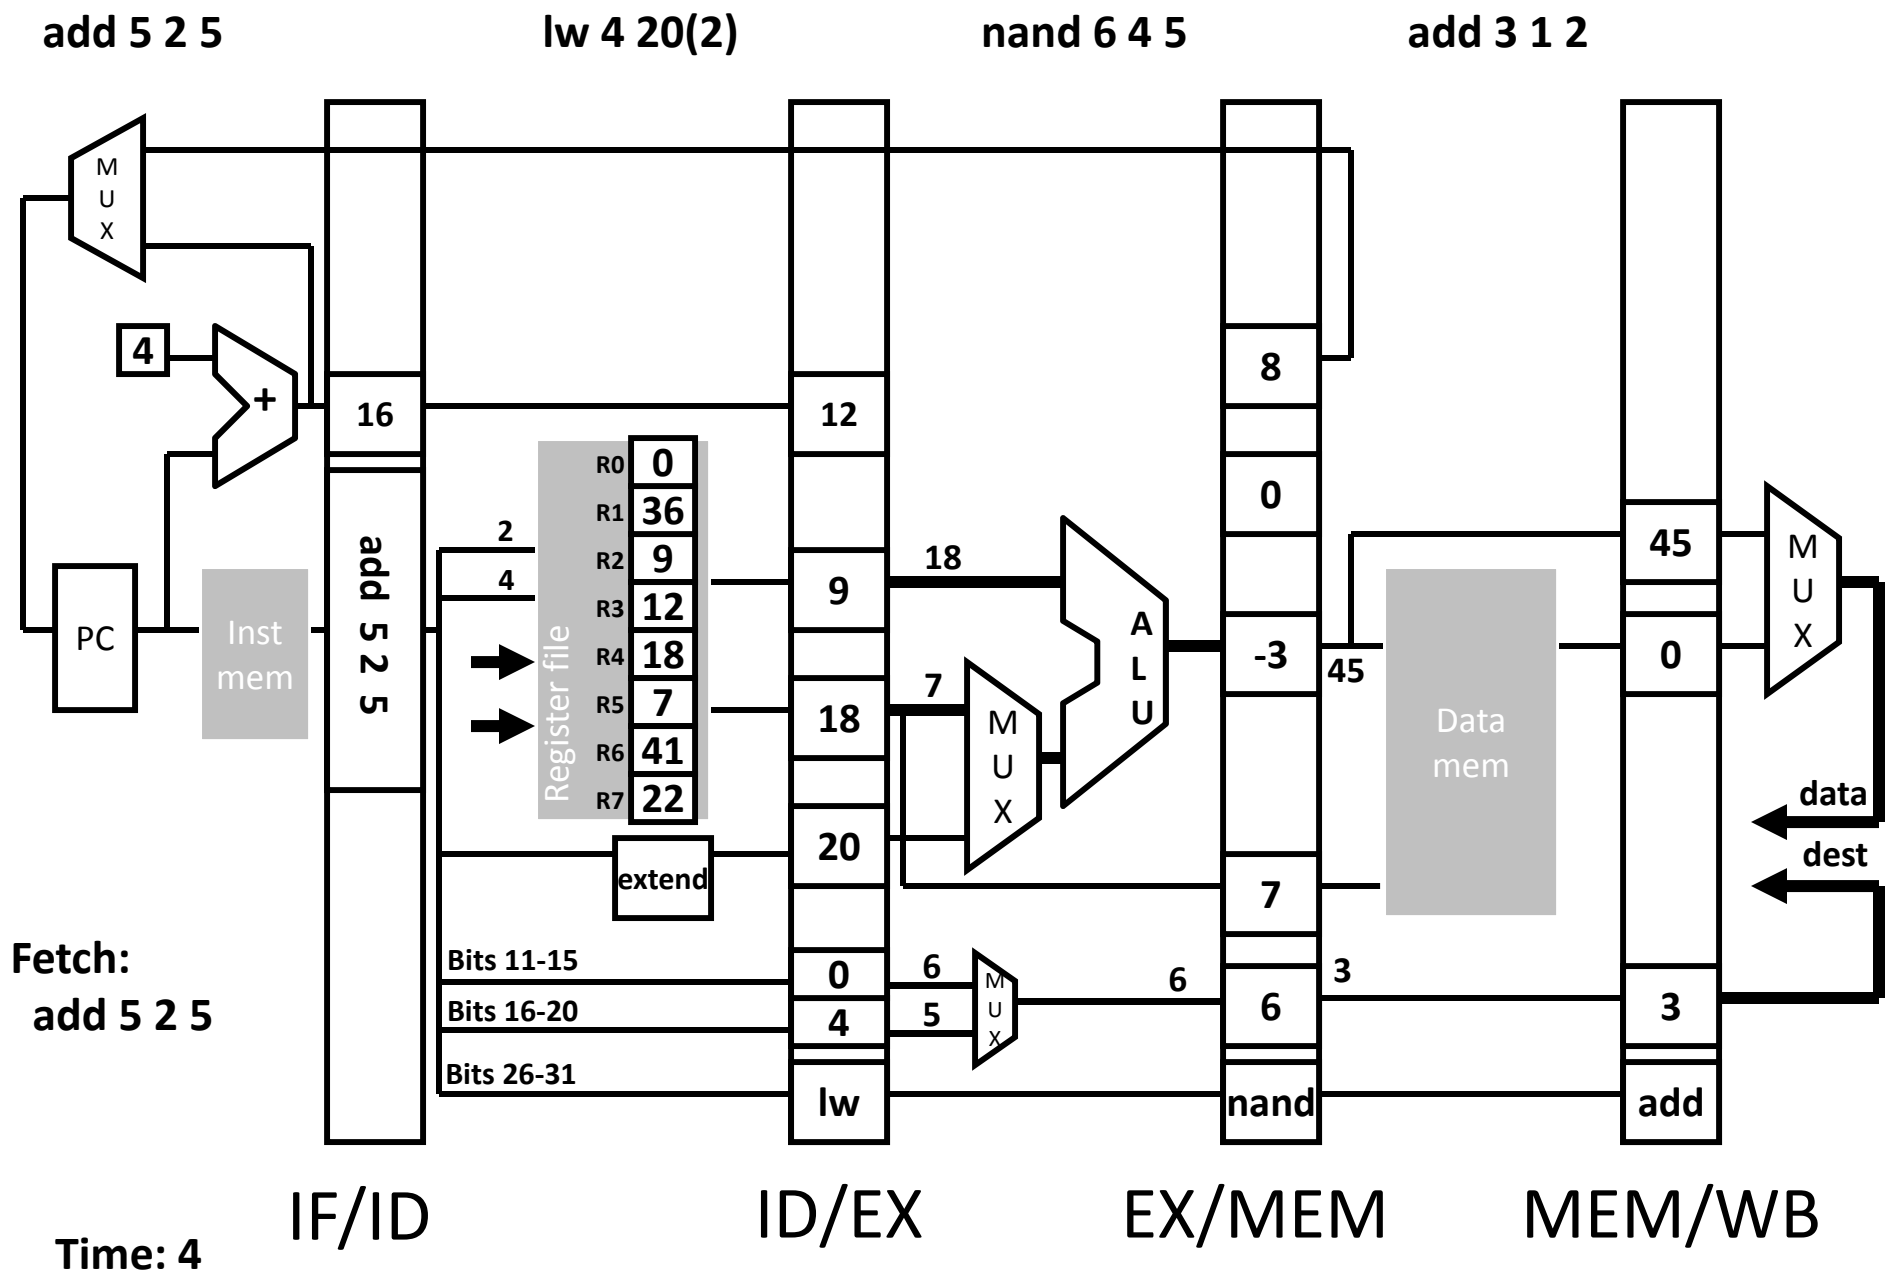 add 5 2 5
lw 4 20(2)
nand 6 4 5
add 3 1 2
M
U
X
4
+
16
12
8
0
PC
Inst
mem
add 5 2 5
2
4
Register file
R0 0
R1 36
R2 9
R3 12
R4 18
R5 7
R6 41
R7 22
extend
9
18
20
18
7
M
U
X
A
L
U
-3
45
7
Data
mem
45
0
M
U
X
data
dest
Fetch:
add 5 2 5
Bits 11-15
0
6
Bits 16-20
4
5
M
U
X
6
6
3
3
Bits 26-31
lw
nand
add
IF/ID
ID/EX
EX/MEM
MEM/WB
Time: 4